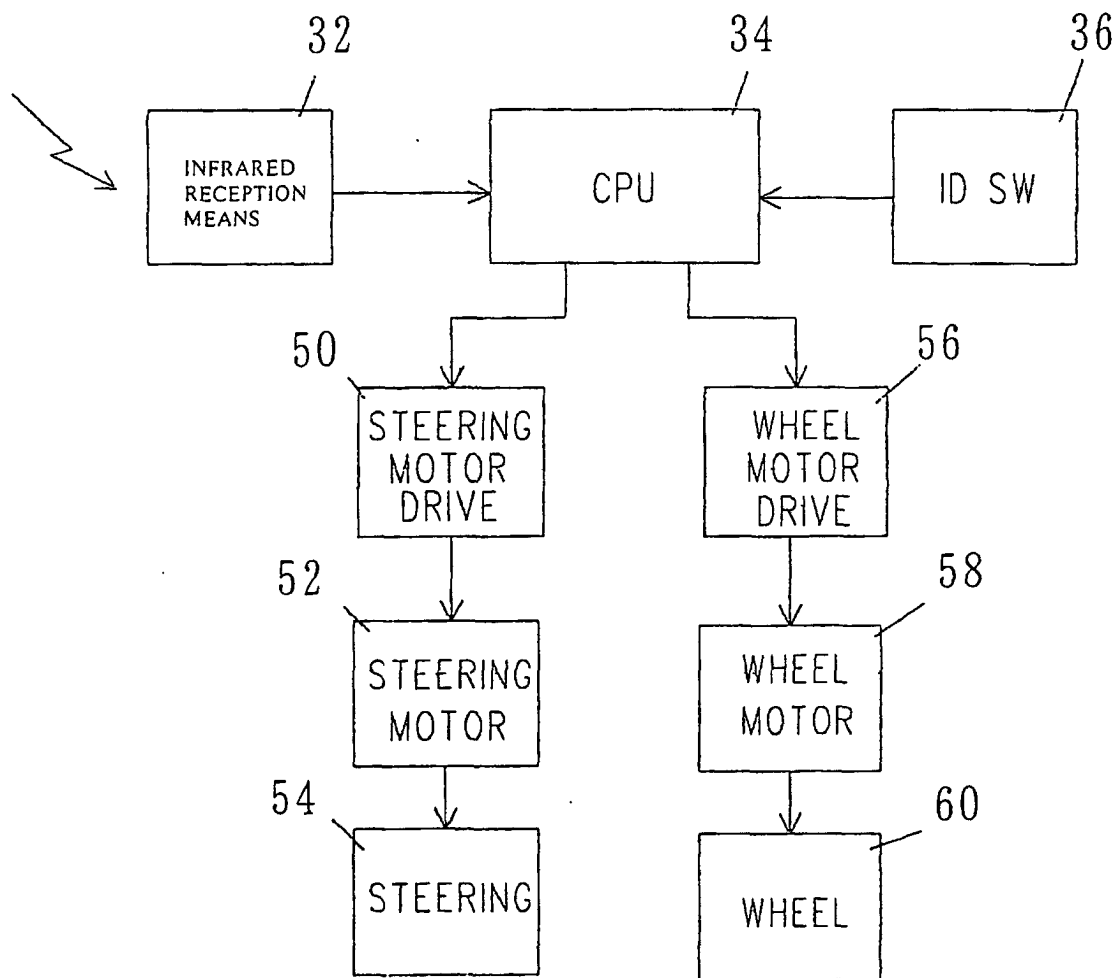 32
34
36
INFRARED
RECEPTION
MEANS
CPU
ID SW
50
56
STEERING
MOTOR
DRIVE
WHEEL
MOTOR
DRIVE
52
58
STEERING
MOTOR
WHEEL
MOTOR
54
60
STEERING
WHEEL